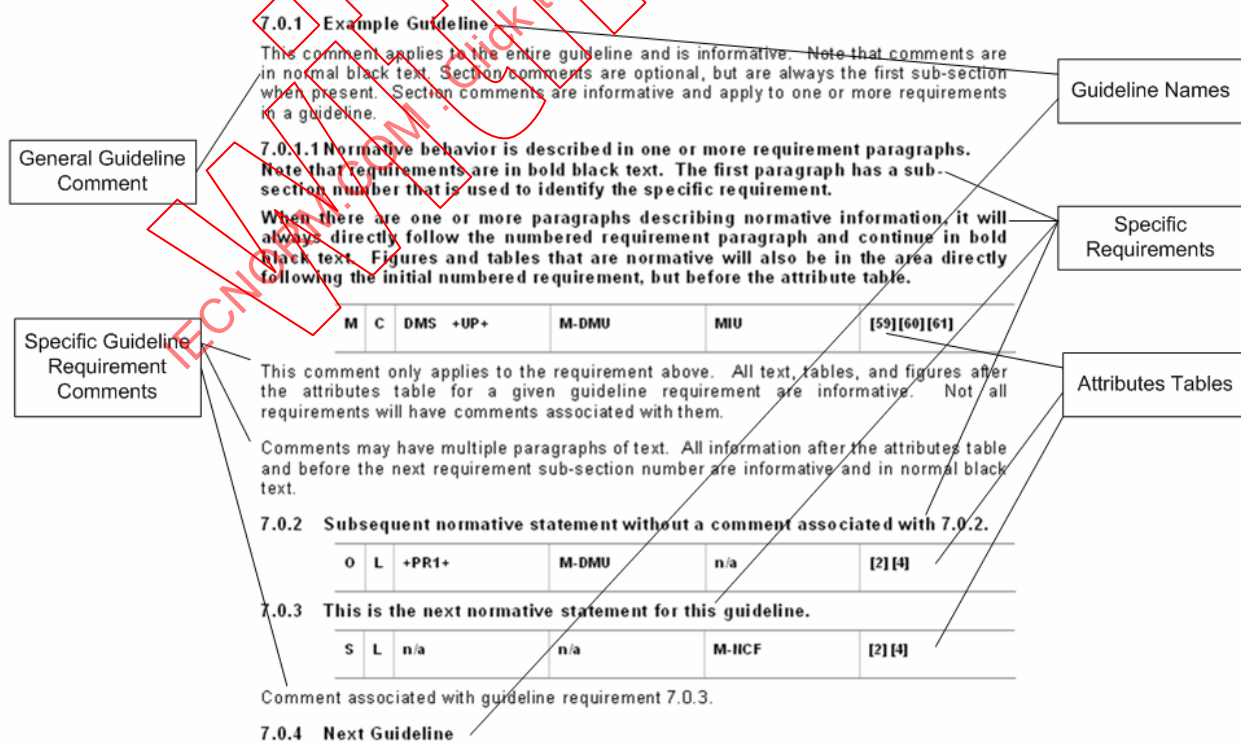 7.0.1 Example Guideline
This comment applies to the entire guideline and is informative. Note that comments are
in normal black text. Section comments are optional, but are always the first sub-section
when present. Section comments are informative and apply to one or more requirements
in a guideline.
Guideline Names
General Guideline
Comment
7.0.1.1 Normative behavior is described in one or more requirement paragraphs.
Note that requirements are in bold black text. The first paragraph has a sub-
section number that is used to identify the specific requirement.
When there are one or more paragraphs describing normative information, it will
always directly follow the numbered requirement paragraph and continue in bold
black text. Figures and tables that are normative will also be in the area directly
following the initial numbered requirement, but before the attribute table.
Specific
Requirements
M C DMS +UP+ M-DMU MIU [59][60][61]
Specific Guideline
Requirement
Comments
This comment only applies to the requirement above. All text, tables, and figures after
the attributes table for a given guideline requirement are informative. Not all
requirements will have comments associated with them.
Attributes Tables
Comments may have multiple paragraphs of text. All information after the attributes table
and before the next requirement sub-section number are informative and in normal black
text.
7.0.2 Subsequent normative statement without a comment associated with 7.0.2.
O L +PR1+ M-DMU n/a [2][4]
7.0.3 This is the next normative statement for this guideline.
S L n/a n/a M-NCF [2][4]
Comment associated with guideline requirement 7.0.3.
7.0.4 Next Guideline
IECNORM.COM : Click t